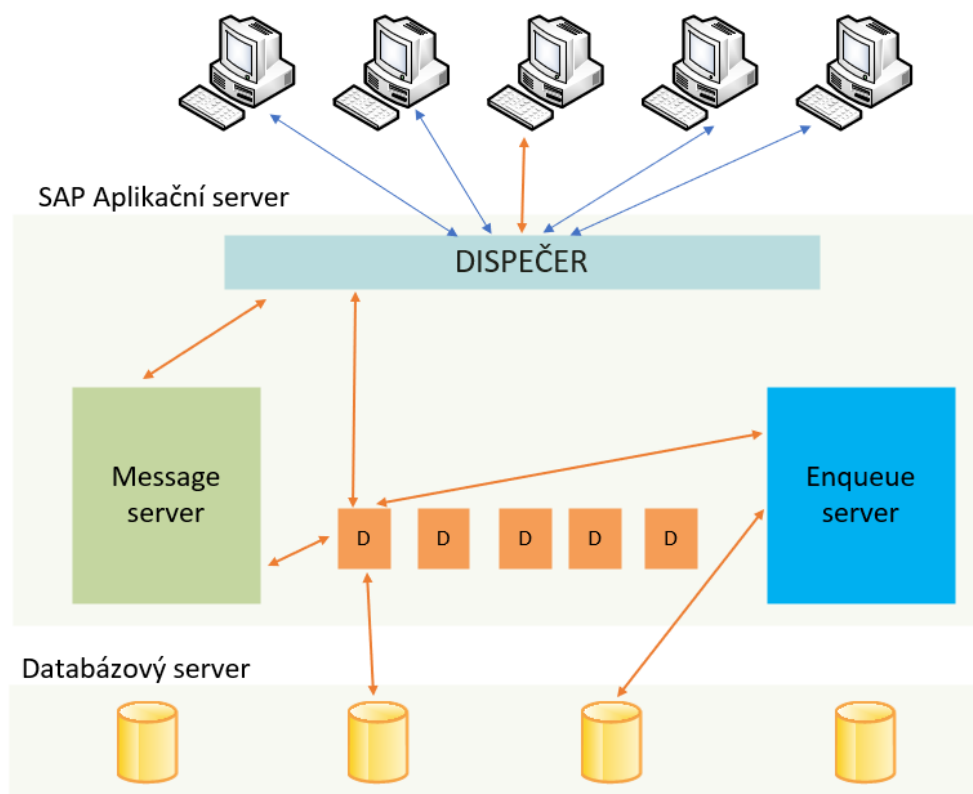 SAP Aplikační server
DISPEČER
Message
server
Enqueue
server
D
D
D
D
D
Databázový server